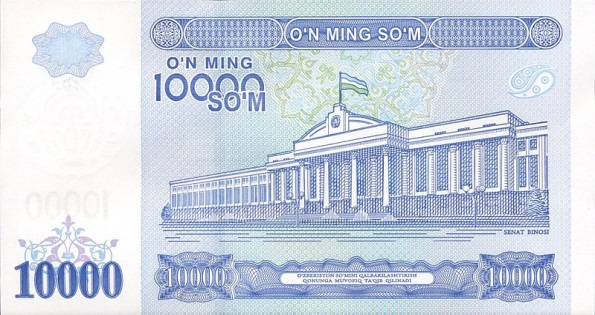 O'N MING SO'M
O'N MING
10000
SO'M
SENAT BINOSI
10000
10000
O'ZBEKISTON SO'MINI QALBAKILASHTIRISH
QONUNGA MUVOFIQ TA'QIB QILINADI
10000
10000